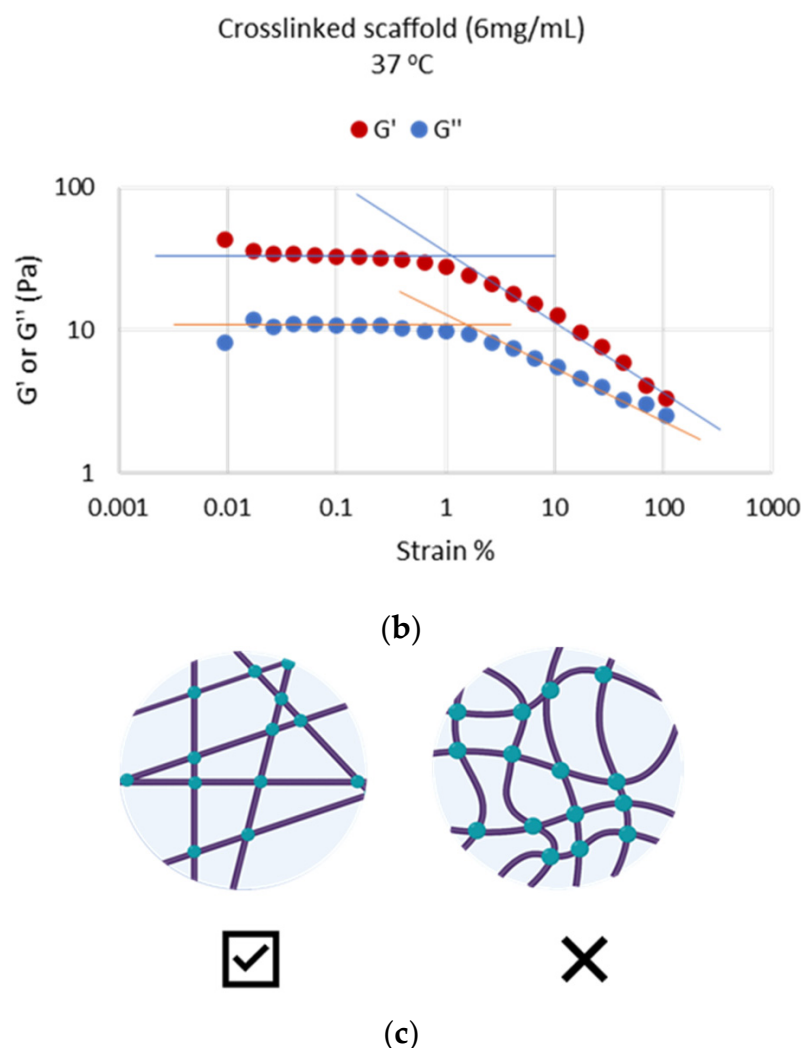 Crosslinked scaffold (6mg/mL)
37 °C
G' G''
100
10
1
G' or G'' (Pa)
0.001 0.01 0.1 1 10 100 1000
Strain %
(b)
(c)